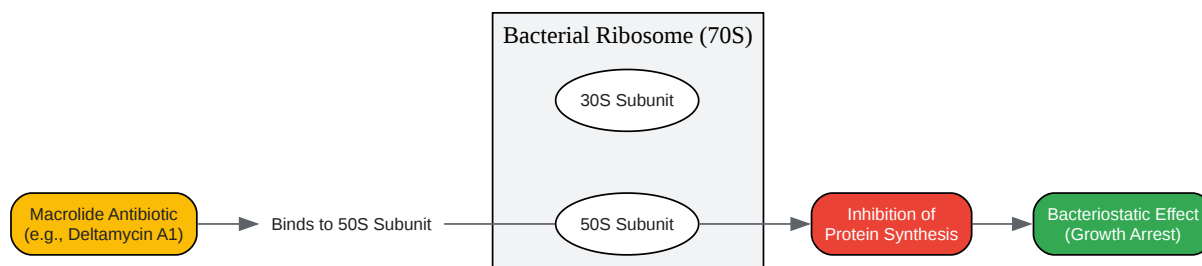 Bacterial Ribosome (70S)
30S Subunit
Macrolide Antibiotic
(e.g., Deltamycin A1)
Binds to 50S Subunit
50S Subunit
Inhibition of
Protein Synthesis
Bacteriostatic Effect
(Growth Arrest)